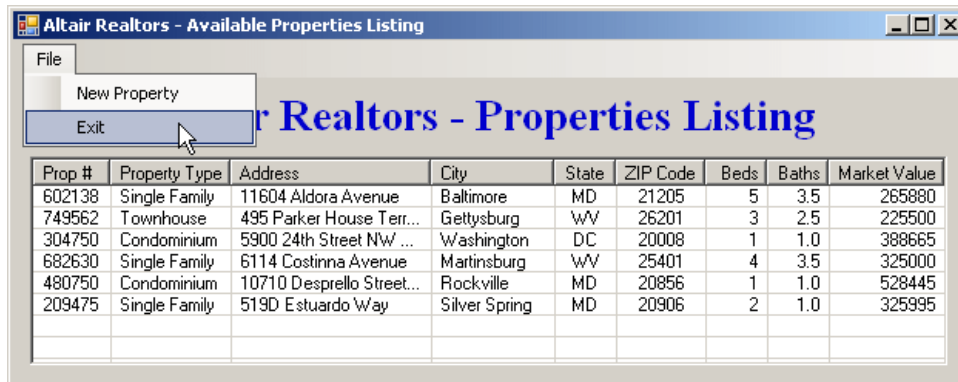 Altair Realtors - Available Properties Listing
File
New Property
Exit
ir Realtors - Properties Listing
Prop # Property Type Address City State ZIP Code Beds Baths Market Value
602138 Single Family 11604 Aldora Avenue Baltimore MD 21205 5 3.5 265880
749562 Townhouse 495 Parker House Terr... Gettysburg WV 26201 3 2.5 225500
304750 Condominium 5900 24th Street NW ... Washington DC 20008 1 1.0 388665
682630 Single Family 6114 Costinna Avenue Martinsburg WV 25401 4 3.5 325000
480750 Condominium 10710 Desprello Street... Rockville MD 20856 1 1.0 528445
209475 Single Family 519D Estuardo Way Silver Spring MD 20906 2 1.0 325995